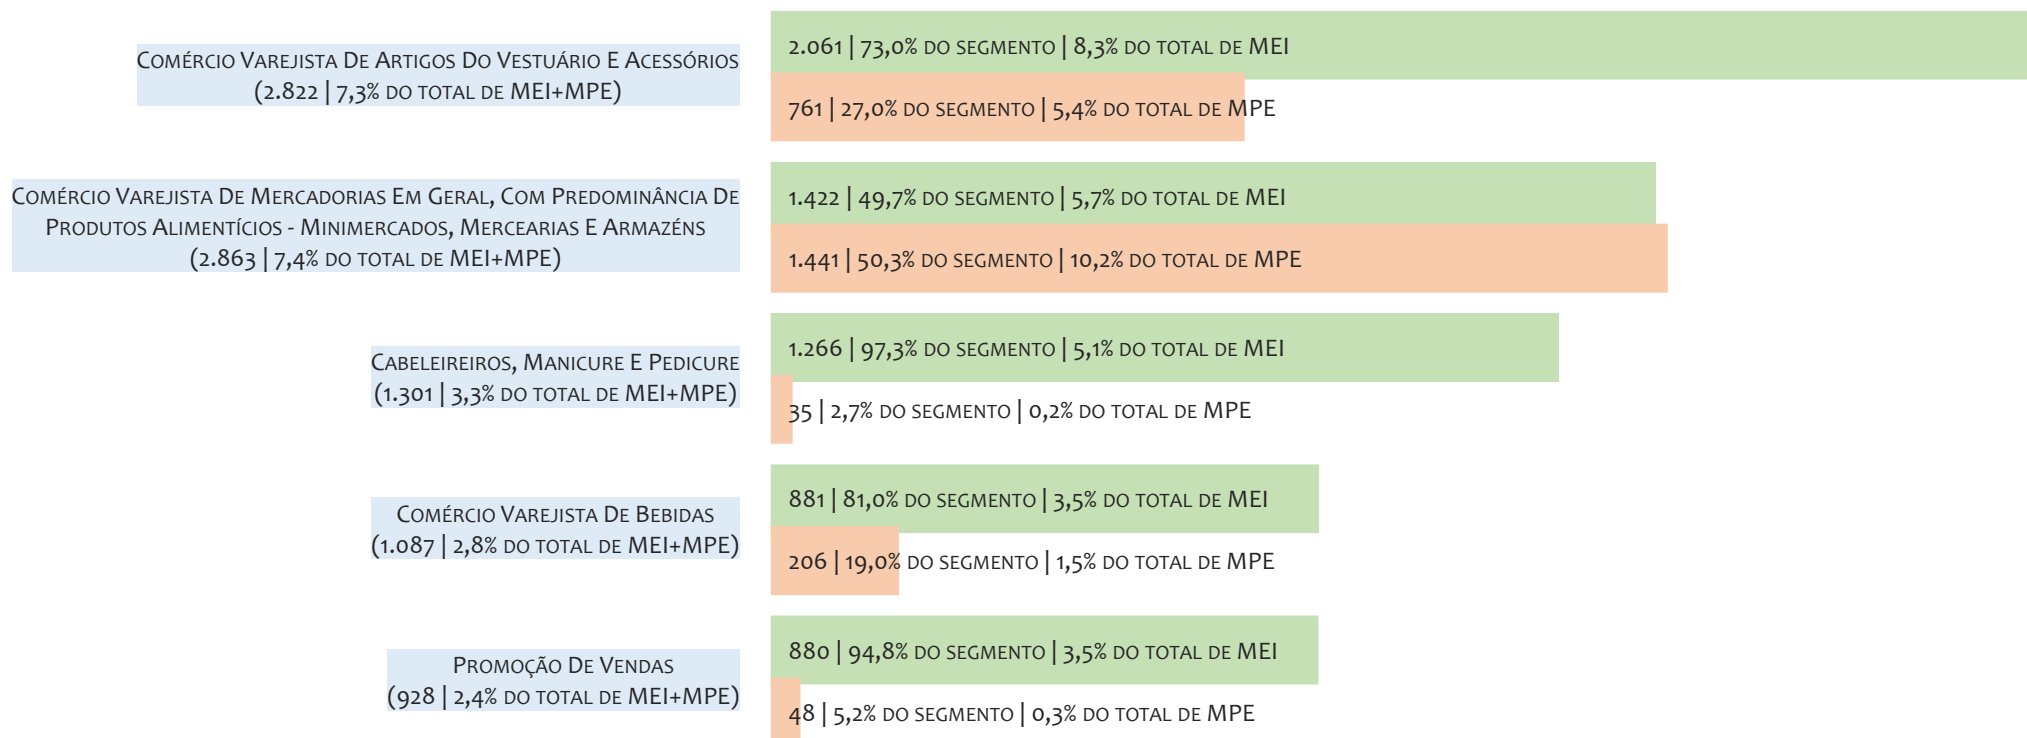 Comércio Varejista De Artigos Do Vestuário E Acessórios
(2.822 | 7,3% do total de MEI+MPE)
2.061 | 73,0% do segmento | 8,3% do total de MEI
761 | 27,0% do segmento | 5,4% do total de MPE
Comércio Varejista De Mercadorias Em Geral, Com Predominância De
Produtos Alimentícios - Minimercados, Mercearias E Armazéns
(2.863 | 7,4% do total de MEI+MPE)
1.422 | 49,7% do segmento | 5,7% do total de MEI
1.441 | 50,3% do segmento | 10,2% do total de MPE
Cabeleireiros, Manicure E Pedicure
(1.301 | 3,3% do total de MEI+MPE)
1.266 | 97,3% do segmento | 5,1% do total de MEI
35 | 2,7% do segmento | 0,2% do total de MPE
Comércio Varejista De Bebidas
(1.087 | 2,8% do total de MEI+MPE)
881 | 81,0% do segmento | 3,5% do total de MEI
206 | 19,0% do segmento | 1,5% do total de MPE
Promoção De Vendas
(928 | 2,4% do total de MEI+MPE)
880 | 94,8% do segmento | 3,5% do total de MEI
48 | 5,2% do segmento | 0,3% do total de MPE